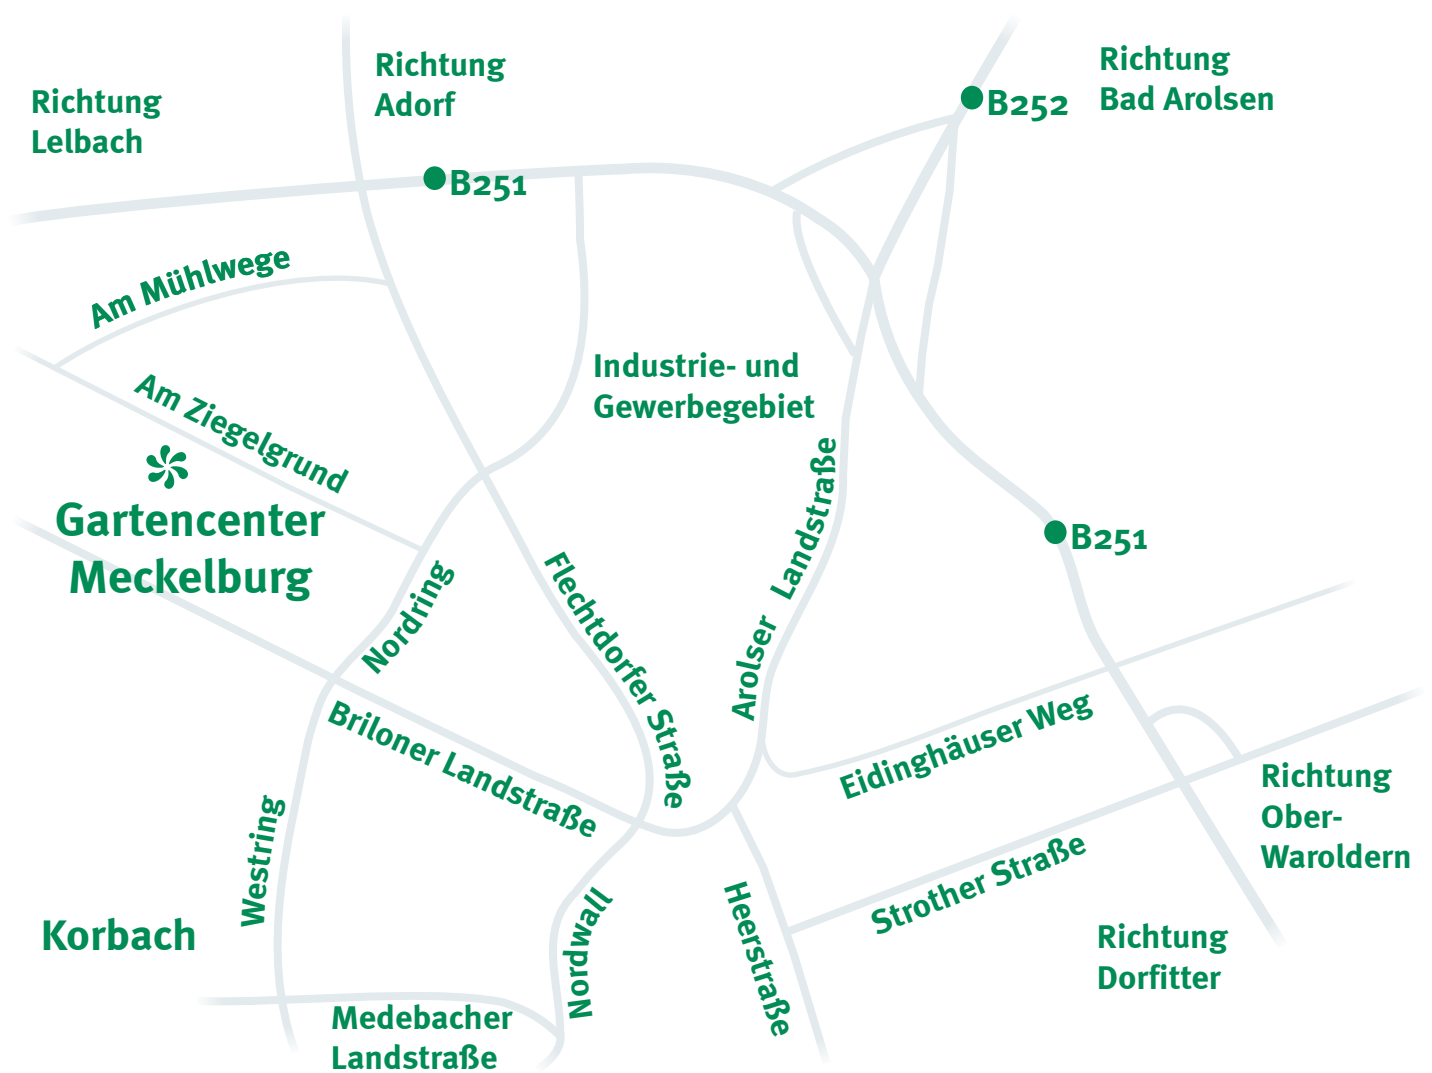 Richtung
Adorf
Richtung
Bad Arolsen
B252
Richtung
Lelbach
B251
Am Mühlwege
Industrie- und
Gewerbegebiet
Am Ziegelgrund
Gartencenter
Meckelburg
Arolser Landstraße
B251
Nordring
Flechtdorfer Straße
Briloner Landstraße
Eidinghäuser Weg
Richtung
Ober-
Waroldern
Westring
Strother Straße
Korbach
Nordwall
Heerstraße
Richtung
Dorfitter
Medebacher
Landstraße